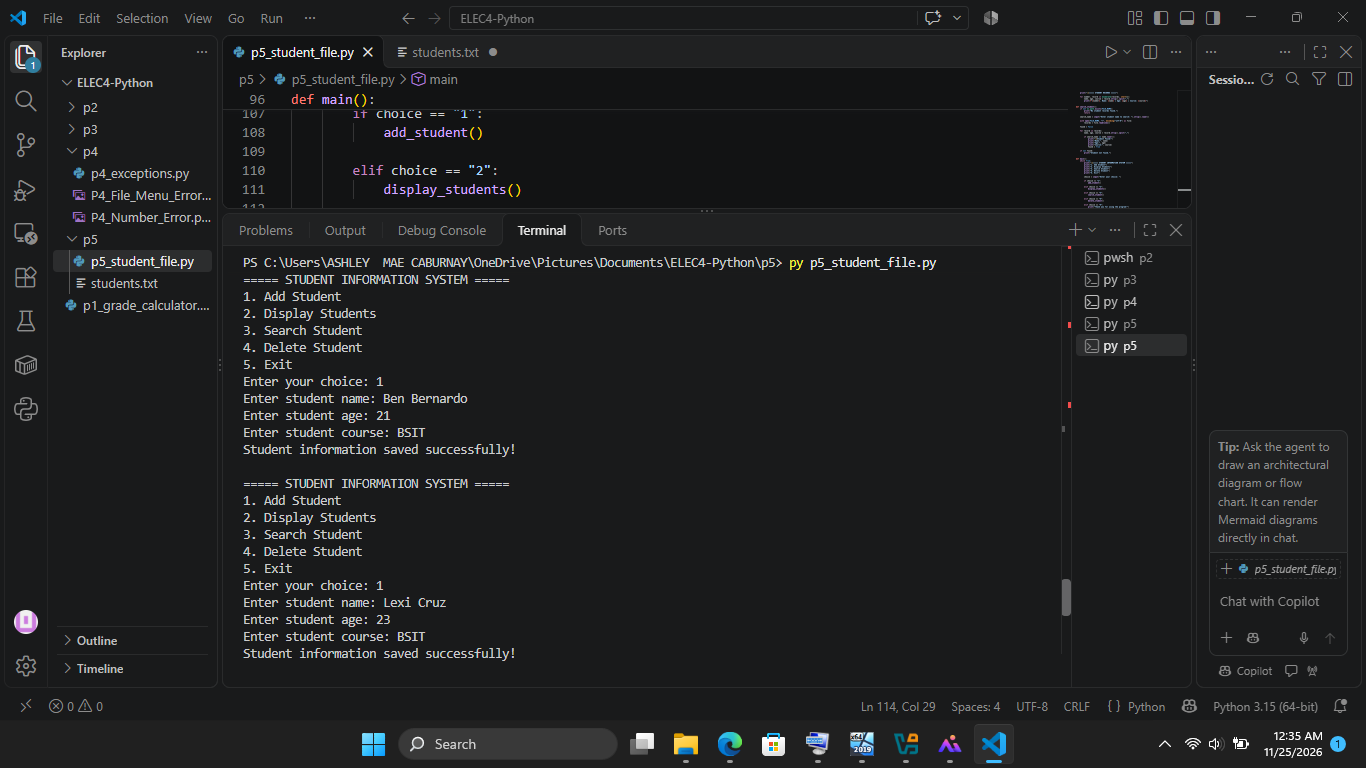 File Edit Selection View Go Run ···
ELEC4-Python
Explorer ···
1
ELEC4-Python
p2
p3
p4
p4_exceptions.py
P4_File_Menu_Error...
P4_Number_Error.p...
p5
p5_student_file.py
students.txt
p1_grade_calculator....
Outline
Timeline
p5_student_file.py
students.txt
p5 > p5_student_file.py > main
96 def main():
107 if choice == "1":
108 add_student()
109
110 elif choice == "2":
111 display_students()
112
Problems Output Debug Console Terminal Ports
PS C:\Users\ASHLEY  MAE CABURNAY\OneDrive\Pictures\Documents\ELEC4-Python\p5> py p5_student_file.py
===== STUDENT INFORMATION SYSTEM =====
1. Add Student
2. Display Students
3. Search Student
4. Delete Student
5. Exit
Enter your choice: 1
Enter student name: Ben Bernardo
Enter student age: 21
Enter student course: BSIT
Student information saved successfully!
===== STUDENT INFORMATION SYSTEM =====
1. Add Student
2. Display Students
3. Search Student
4. Delete Student
5. Exit
Enter your choice: 1
Enter student name: Lexi Cruz
Enter student age: 23
Enter student course: BSIT
Student information saved successfully!
pwsh p2
py p3
py p4
py p5
py p5
Sessio...
Tip: Ask the agent to
draw an architectural
diagram or flow
chart. It can render
Mermaid diagrams
directly in chat.
p5_student_file.py
Chat with Copilot
Copilot
0 0
Ln 114, Col 29 Spaces: 4 UTF-8 CRLF { } Python Python 3.15 (64-bit)
Search
x64
2019
12:35 AM
11/25/2026
1